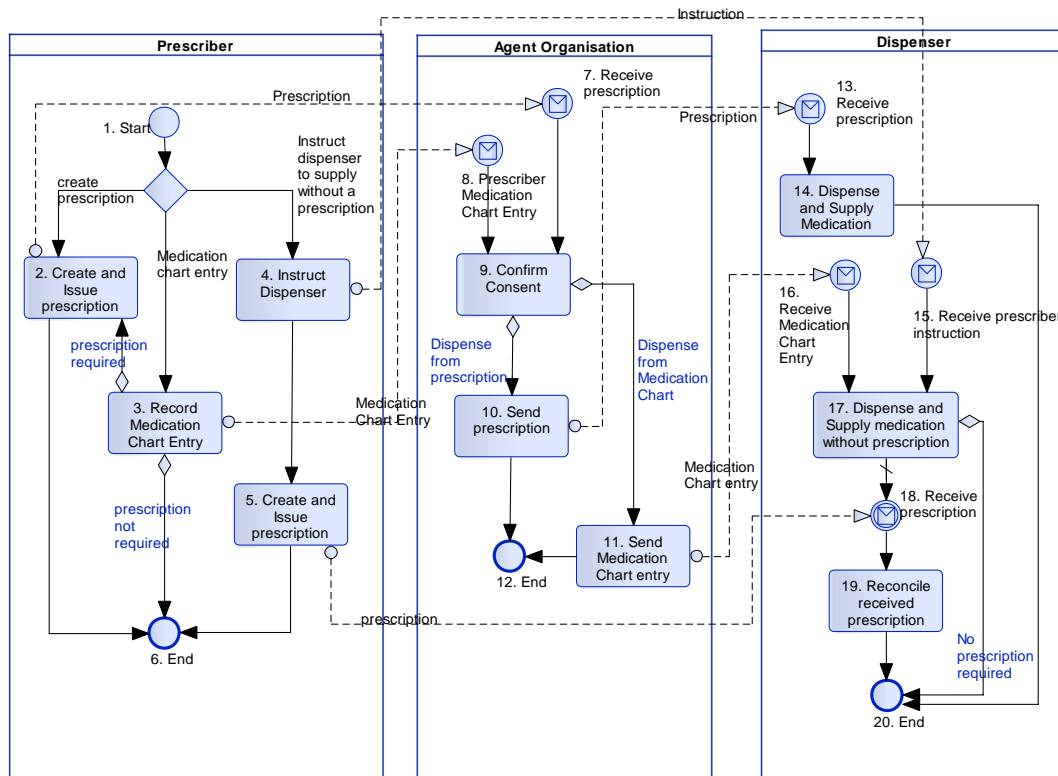 Instruction
Prescriber
Agent Organisation
Dispenser
Prescription
1. Start
create
prescription
Instruct
dispenser
to supply
without a
prescription
Medication
chart entry
2. Create and
Issue
prescription
4. Instruct
Dispenser
prescription
required
3. Record
Medication
Chart Entry
prescription
not
required
5. Create and
Issue
prescription
6. End
7. Receive
prescription
8. Prescriber
Medication
Chart Entry
9. Confirm
Consent
Dispense
from
prescription
Dispense
from
Medication
Chart
Medication
Chart Entry
10. Send
prescription
11. Send
Medication
Chart entry
12. End
prescription
Prescription
13.
Receive
prescription
14. Dispense
and Supply
Medication
16.
Receive
Medication
Chart
Entry
15. Receive prescriber
instruction
17. Dispense and
Supply medication
without prescription
Medication
Chart entry
18. Receive
prescription
19. Reconcile
received
prescription
No
prescription
required
20. End